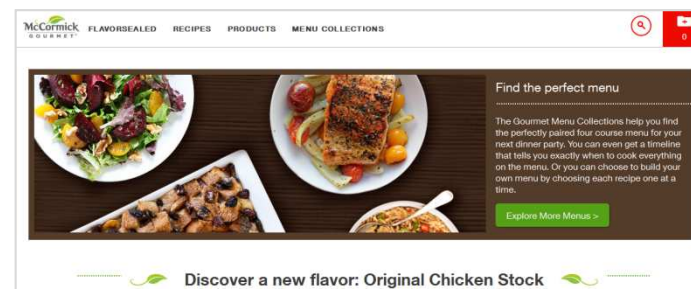 McCormick
GOURMET
FLAVORSEALED RECIPES PRODUCTS MENU COLLECTIONS
0
Find the perfect menu
The Gourmet Menu Collections help you find
the perfectly paired four course menu for your
next dinner party. You can even get a timeline
that tells you exactly when to cook everything
on the menu. Or you can choose to build your
own menu by choosing each recipe one at a
time.
Explore More Menus >
Discover a new flavor: Original Chicken Stock